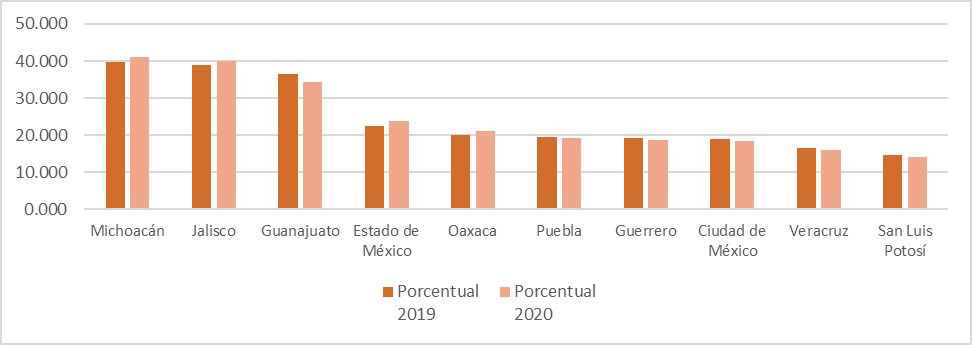 50.000
40.000
30.000
20.000
10.000
0.000
Michoacán
Jalisco
Guanajuato
Estado de
México
Oaxaca
Puebla
Guerrero
Ciudad de
México
Veracruz
San Luis
Potosí
Porcentual
2019
Porcentual
2020